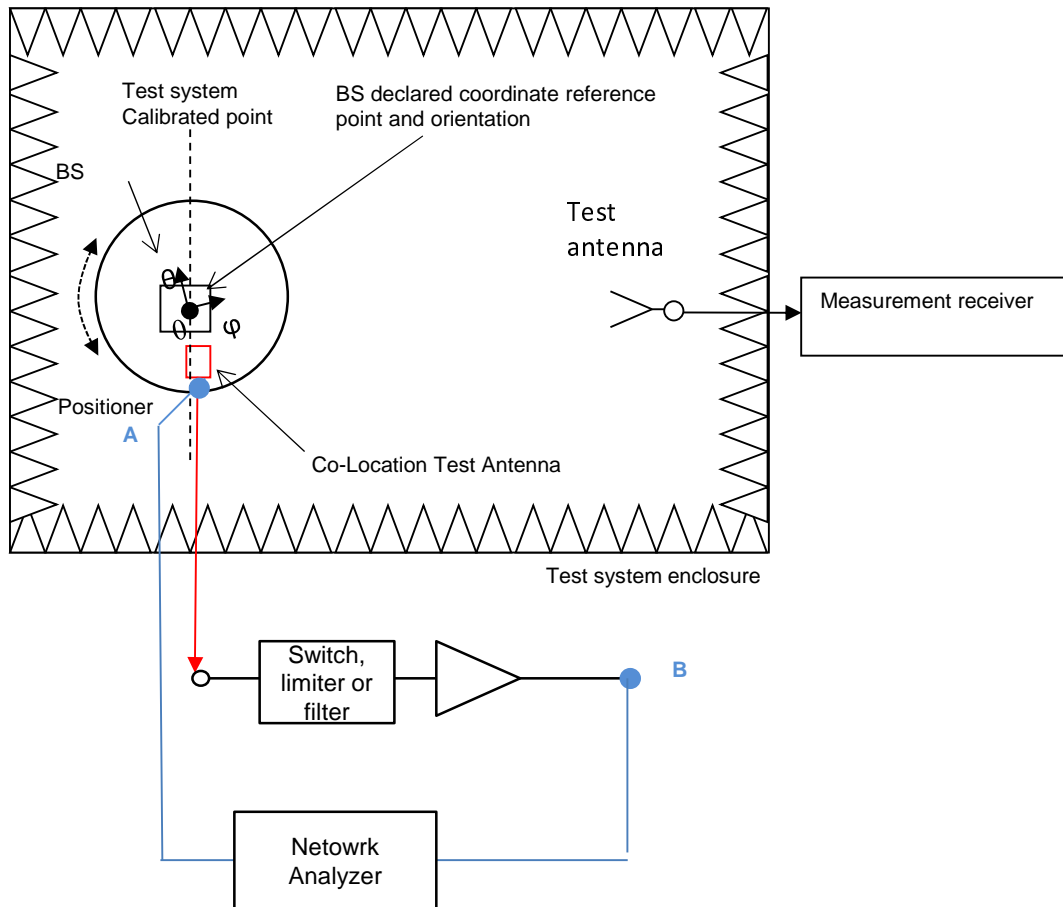 Test system
Calibrated point
BS declared coordinate reference
point and orientation
BS
Test
antenna
Measurement receiver
θ
0
φ
Positioner
A
Co-Location Test Antenna
Test system enclosure
Switch,
limiter or
filter
B
Netowrk
Analyzer